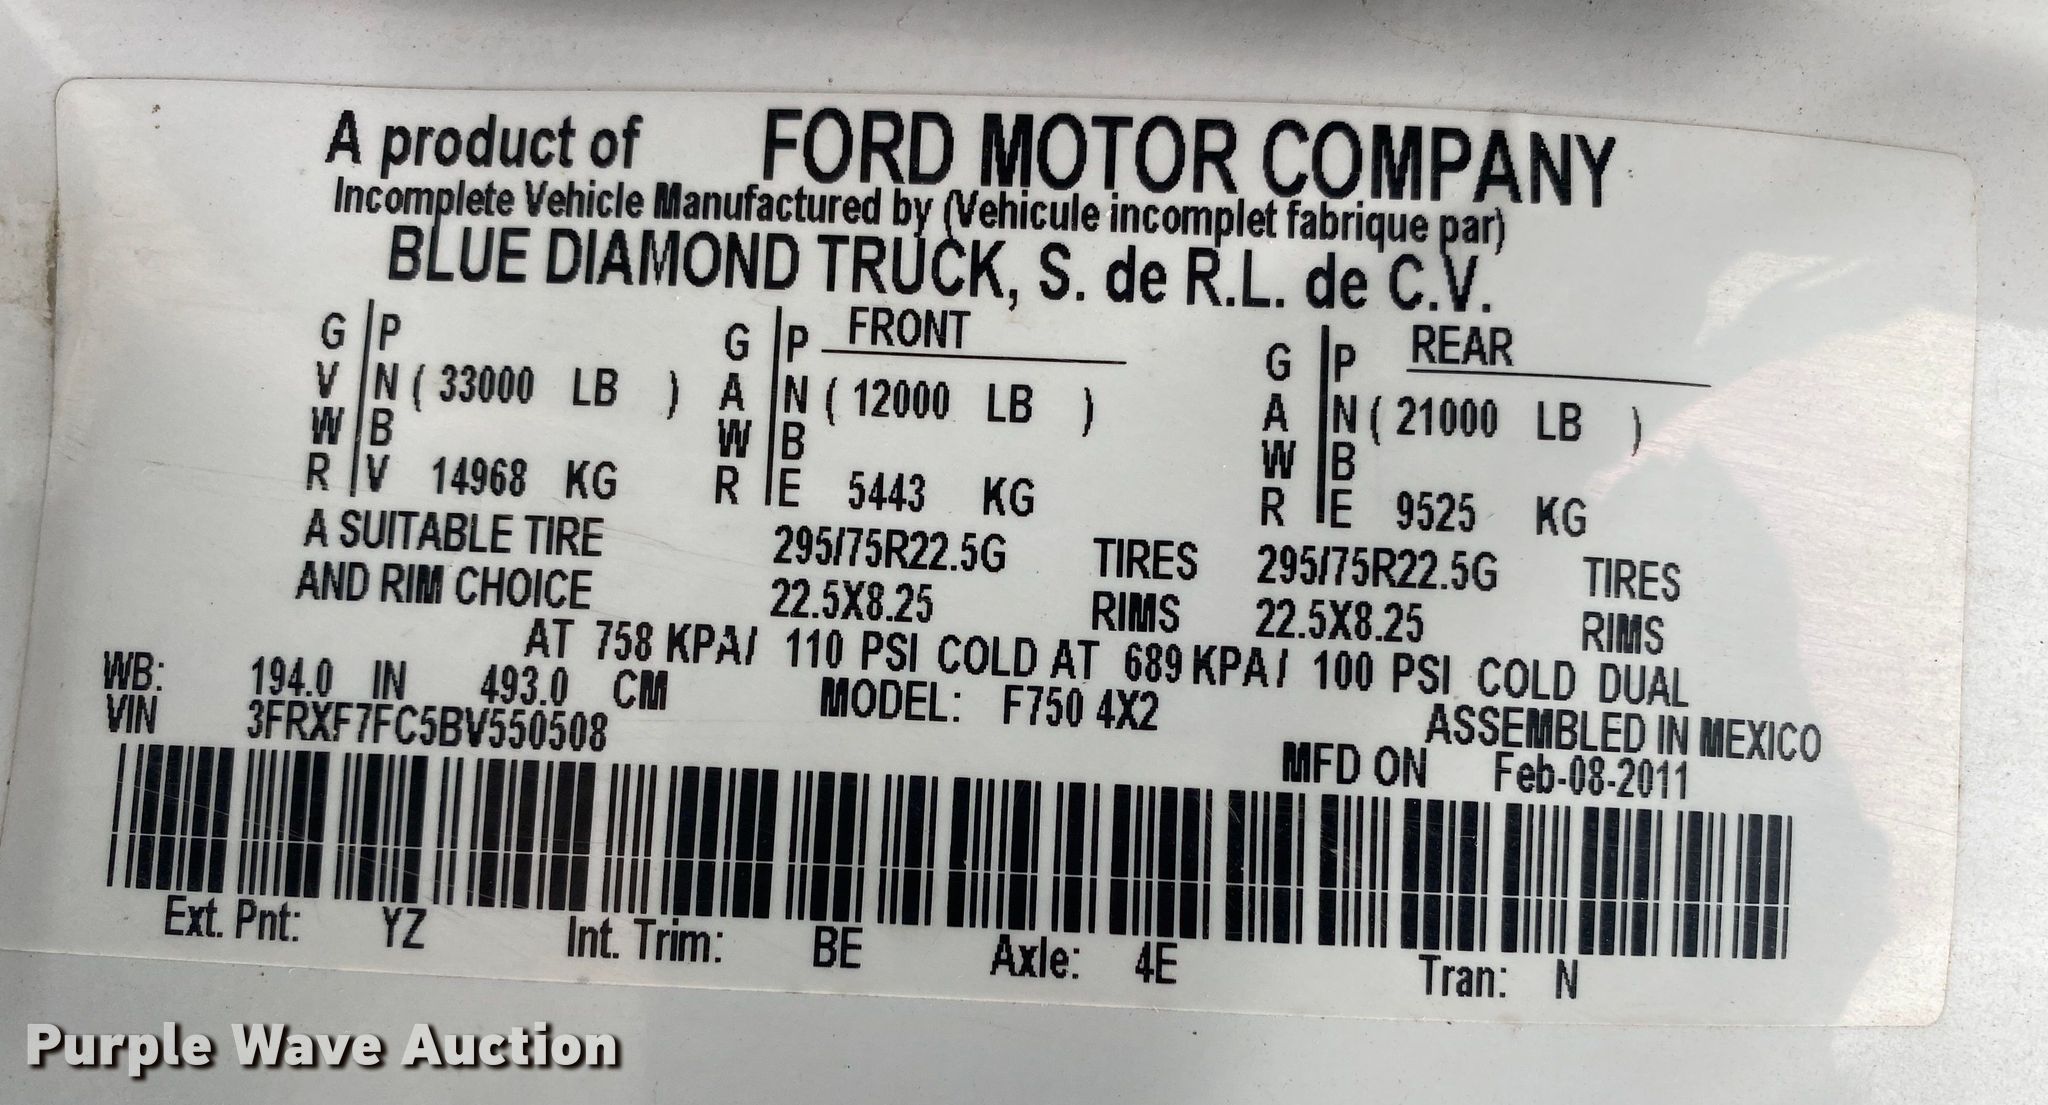 A product of FORD MOTOR COMPANY
Incomplete Vehicle Manufactured by (Vehicule incomplet fabrique par)
BLUE DIAMOND TRUCK, S. de R.L. de C.V.
G P G P FRONT G P REAR
V N ( 33000 LB ) A N ( 12000 LB ) A N ( 21000 LB )
W B W B W B
R V 14968 KG R E 5443 KG R E 9525 KG
A SUITABLE TIRE 295/75R22.5G TIRES 295/75R22.5G TIRES
AND RIM CHOICE 22.5X8.25 RIMS 22.5X8.25 RIMS
AT 758 KPA/ 110 PSI COLD AT 689 KPA/ 100 PSI COLD DUAL
WB: 194.0 IN 493.0 CM MODEL: F750 4X2 ASSEMBLED IN MEXICO
VIN 3FRXF7FC5BV550508 MFD ON Feb-08-2011
Ext. Pnt: YZ Int. Trim: BE Axle: 4E Tran: N
Purple Wave Auction